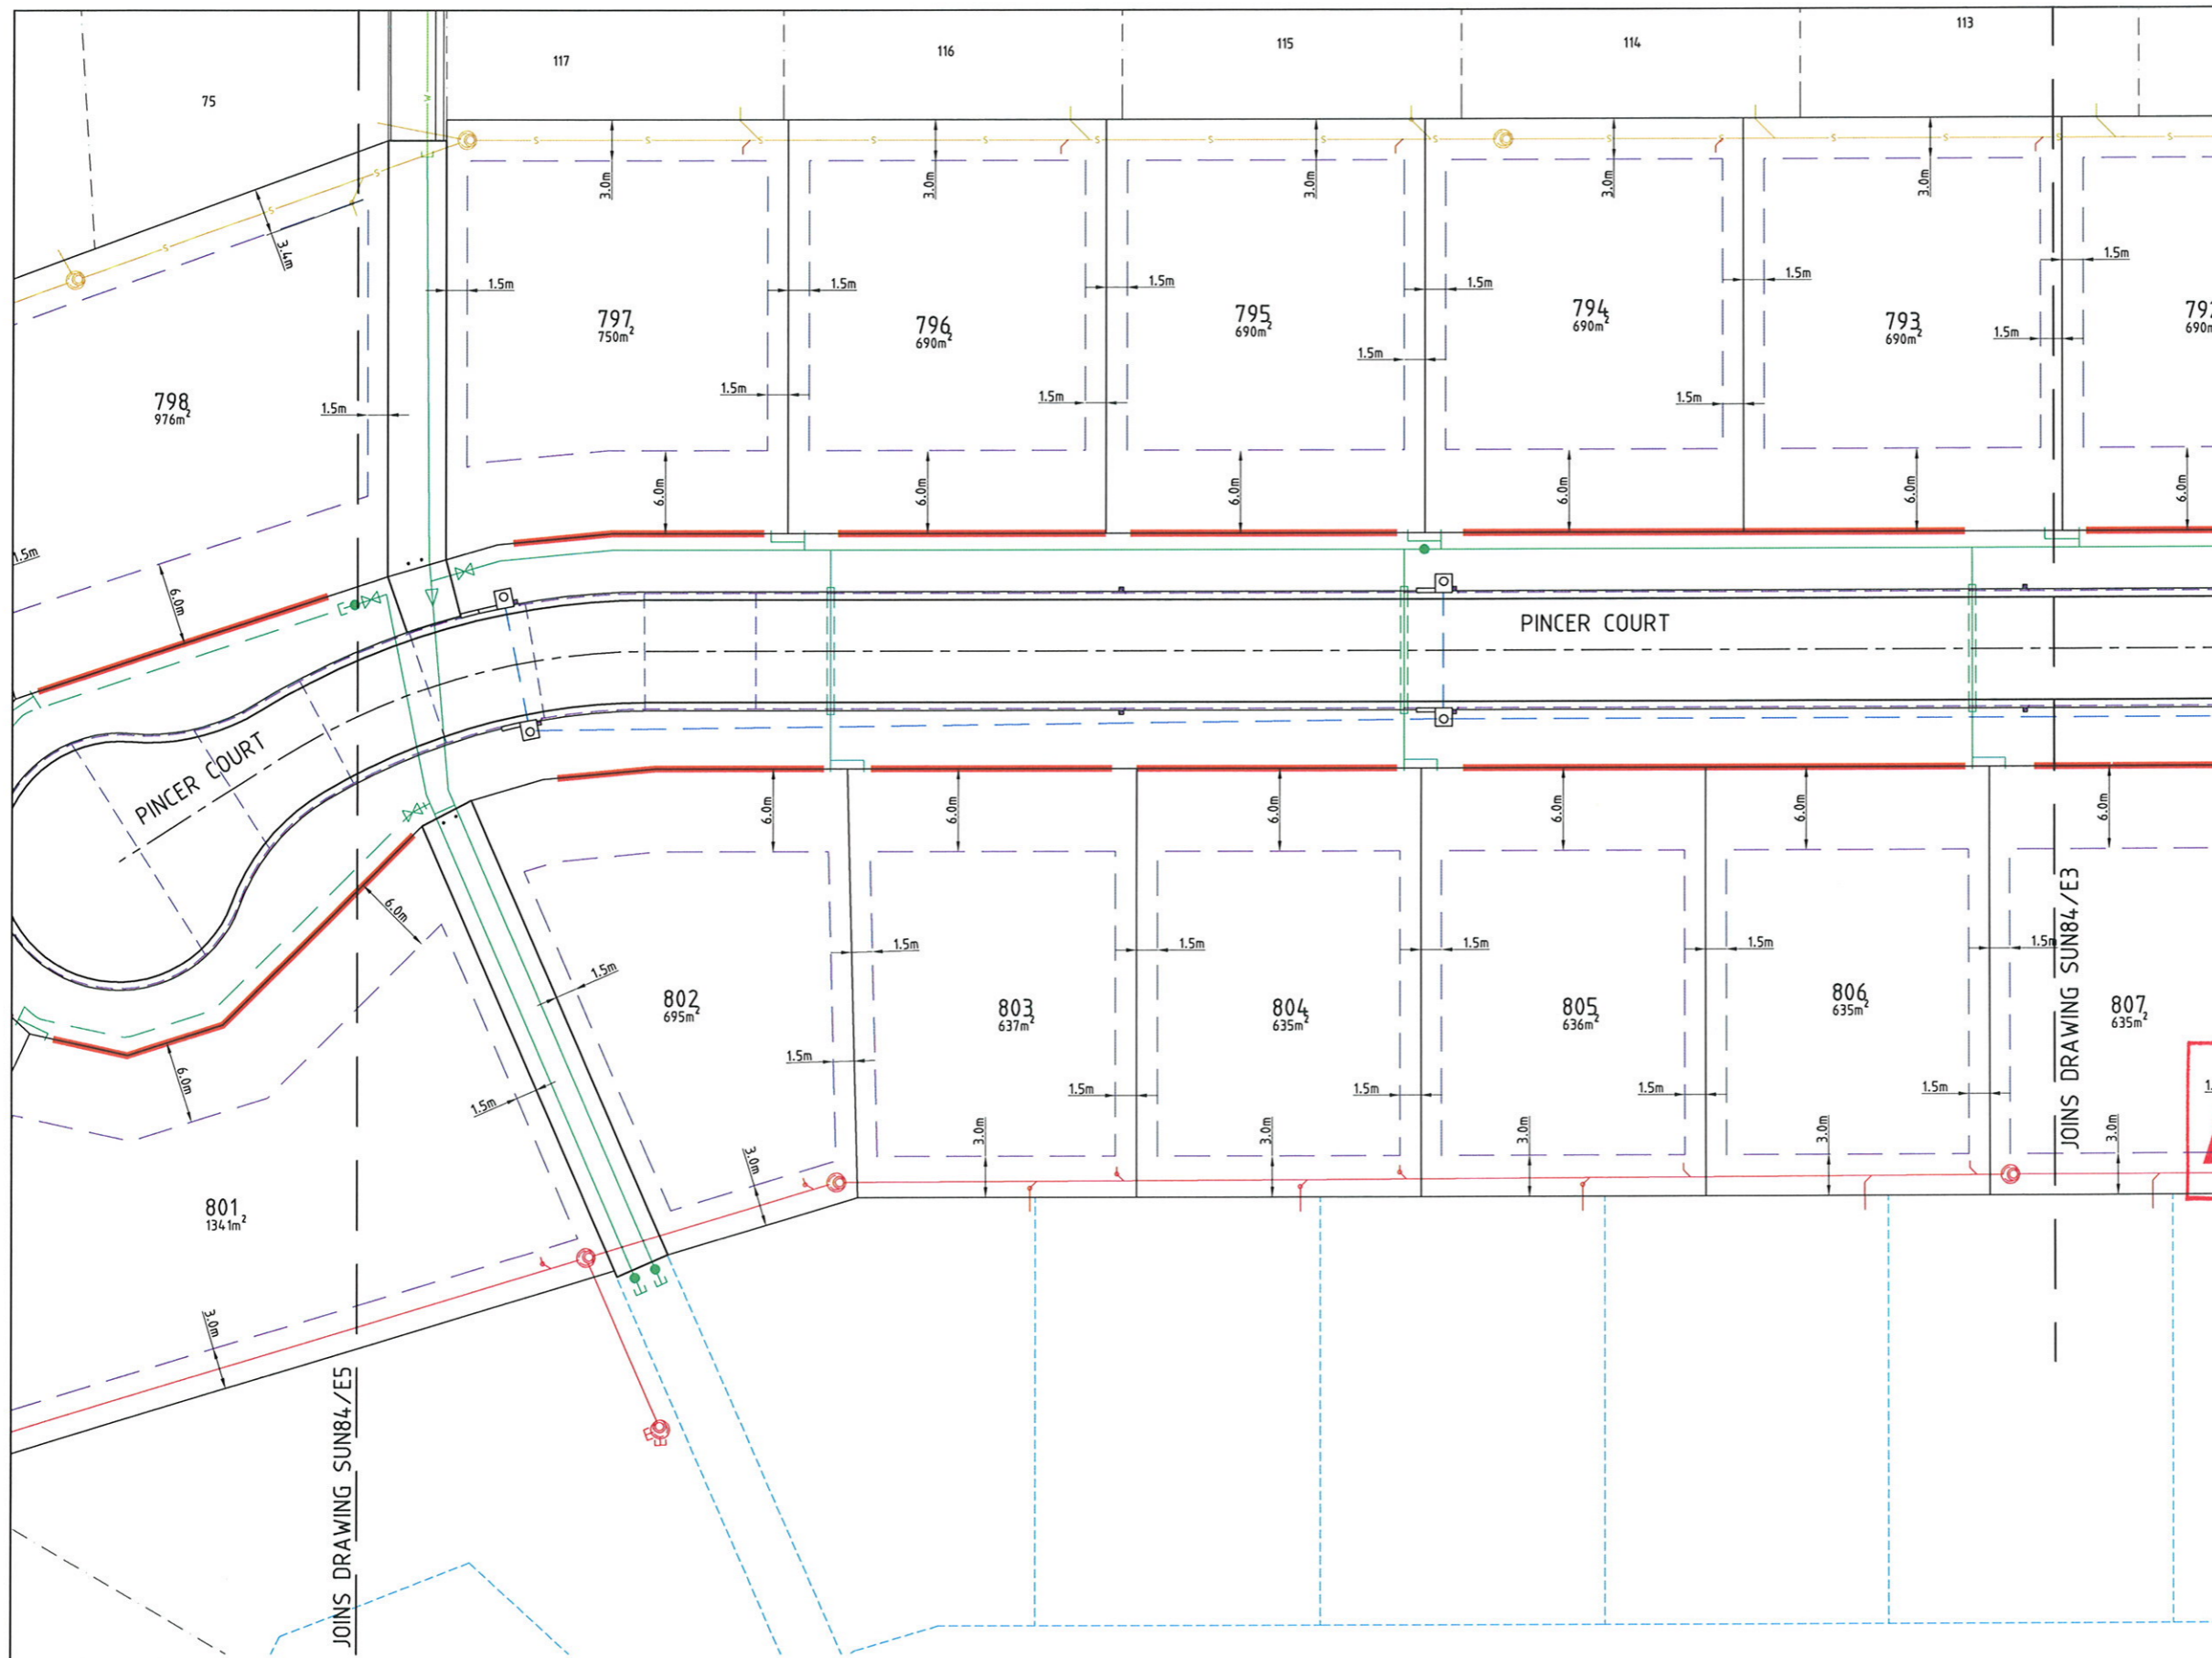 113
117
116
115
114
75
W
S S S S S S S S S S S
3.0m 3.0m 3.0m 3.0m 3.0m
S
S
S
3.4m
1.5m 1.5m 1.5m 1.5m 1.5m 1.5m
797
750m²
796
690m²
795
690m²
794
690m²
793
690m²
1.5m
1.5m
798
976m²
1.5m
1.5m
1.5m
1.5m
6.0m 6.0m 6.0m 6.0m 6.0m 6.0m
1.5m
6.0m
PINCER COURT
PINCER COURT
6.0m 6.0m 6.0m 6.0m 6.0m 6.0m
6.0m
1.5m 1.5m 1.5m 1.5m 1.5m
1.5m
802
695m²
803
637m²
804
635m²
805
636m²
806
635m²
807
635m²
JOINS DRAWING SUN84/E3
1.5m
6.0m
1.5m
1.5m 1.5m 1.5m 1.5m
3.0m 3.0m 3.0m 3.0m 3.0m
3.0m
801
1341m²
3.0m
JOINS DRAWING SUN84/E5